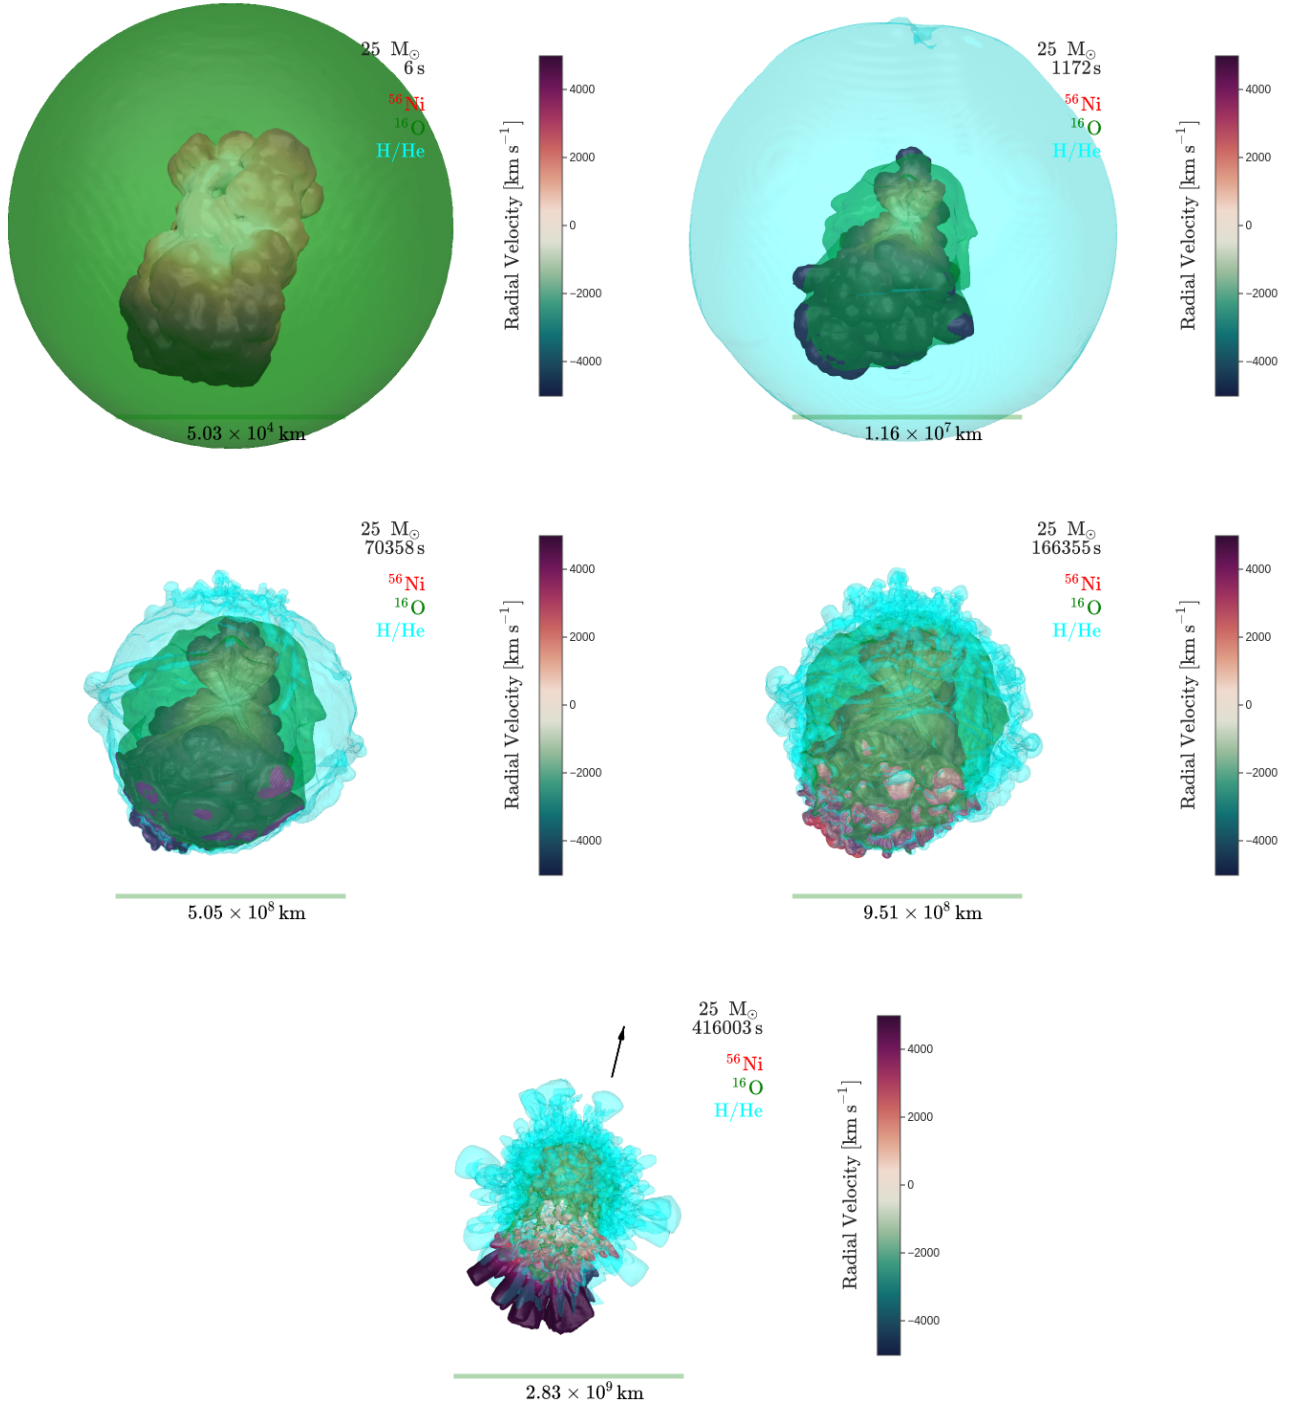 25 M⊙
6 s
⁵⁶Ni
¹⁶O
H/He
5.03 × 10⁴ km
Radial Velocity [km s⁻¹]
4000
2000
0
−2000
−4000
25 M⊙
1172 s
⁵⁶Ni
¹⁶O
H/He
1.16 × 10⁷ km
Radial Velocity [km s⁻¹]
4000
2000
0
−2000
−4000
25 M⊙
70358 s
⁵⁶Ni
¹⁶O
H/He
5.05 × 10⁸ km
Radial Velocity [km s⁻¹]
4000
2000
0
−2000
−4000
25 M⊙
166355 s
⁵⁶Ni
¹⁶O
H/He
9.51 × 10⁸ km
Radial Velocity [km s⁻¹]
4000
2000
0
−2000
−4000
25 M⊙
416003 s
⁵⁶Ni
¹⁶O
H/He
2.83 × 10⁹ km
Radial Velocity [km s⁻¹]
4000
2000
0
−2000
−4000